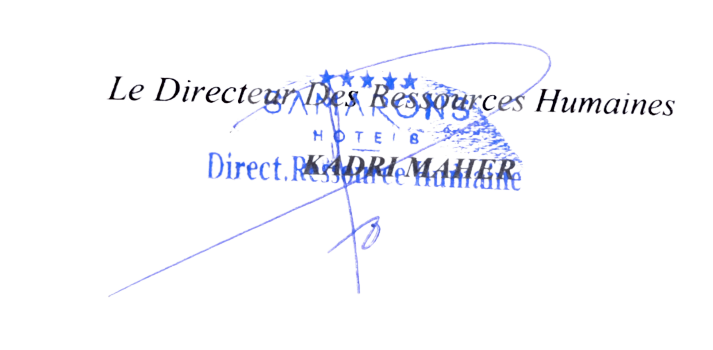 Le Directeur Des Ressources Humaines
HOTELS
KADRI MAHER
Direct.Ressource Humaine